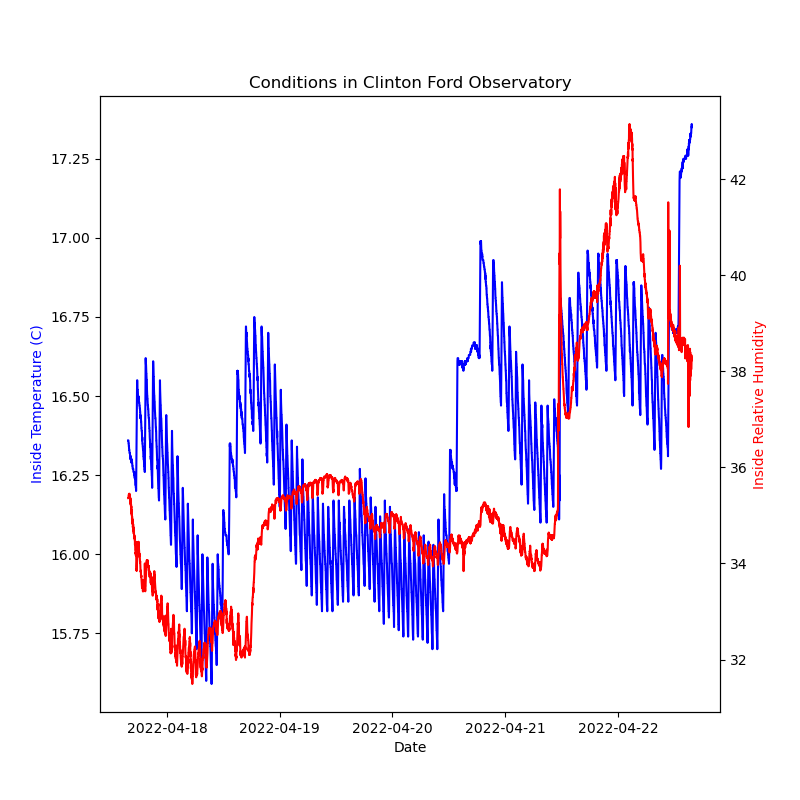 Conditions in Clinton Ford Observatory
17.25
17.00
16.75
16.50
16.25
16.00
15.75
Inside Temperature (C)
42
40
38
36
34
32
Inside Relative Humidity
2022-04-18 2022-04-19 2022-04-20 2022-04-21 2022-04-22
Date